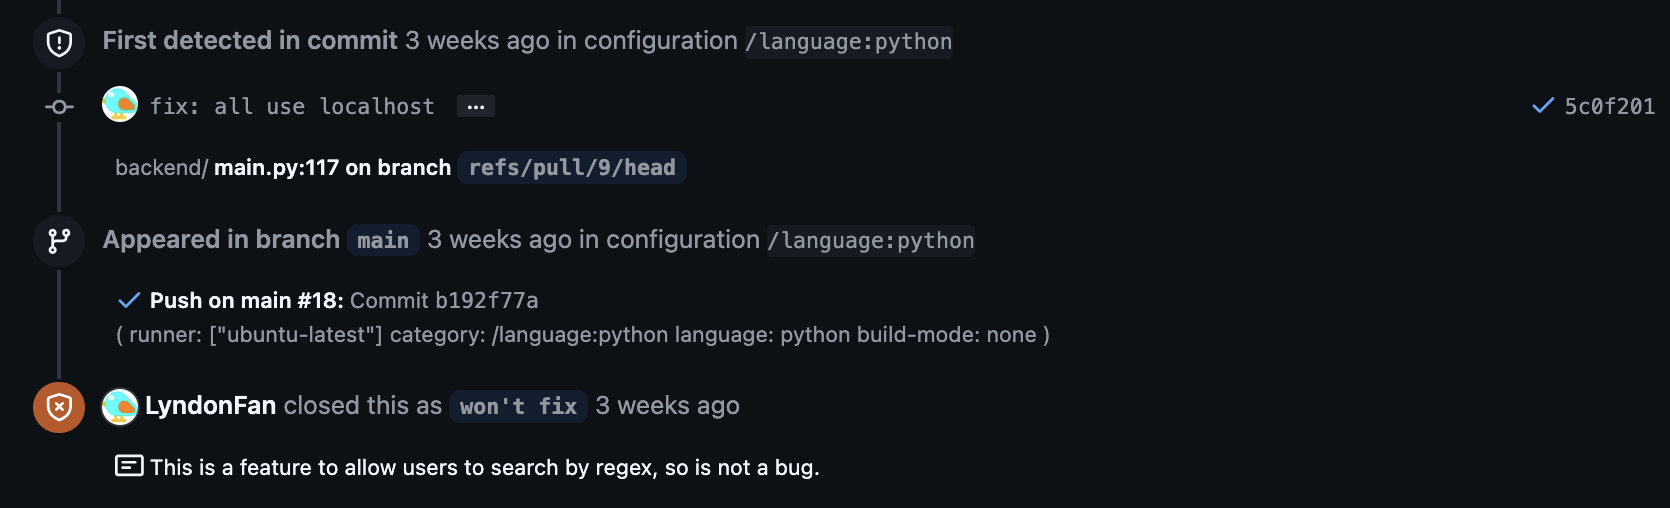 First detected in commit 3 weeks ago in configuration /language:python
fix: all use localhost ... 5c0f201
backend/ main.py:117 on branch refs/pull/9/head
Appeared in branch main 3 weeks ago in configuration /language:python
Push on main #18: Commit b192f77a
( runner: ["ubuntu-latest"] category: /language:python language: python build-mode: none )
LyndonFan closed this as won't fix 3 weeks ago
This is a feature to allow users to search by regex, so is not a bug.